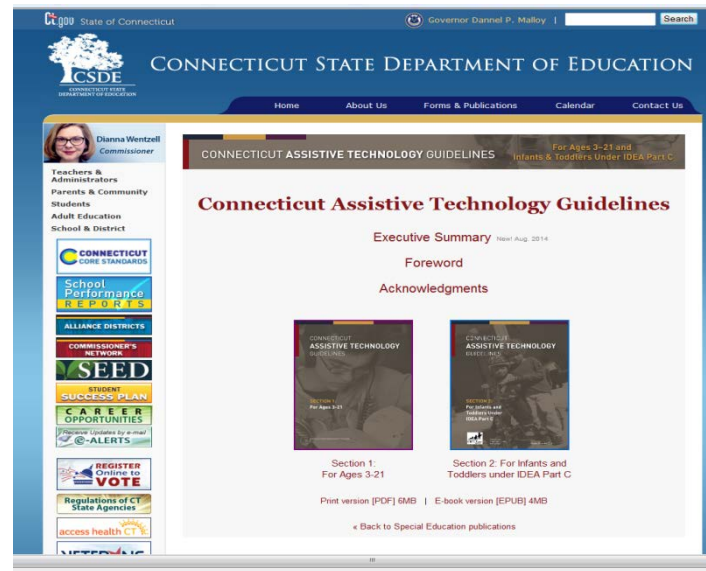 Ct.gov State of Connecticut
Governor Dannel P. Malloy |
Search
CSDE
CONNECTICUT STATE
DEPARTMENT OF EDUCATION
CONNECTICUT STATE DEPARTMENT OF EDUCATION
Home About Us Forms & Publications Calendar Contact Us
Dianna Wentzell
Commissioner
Teachers &
Administrators
Parents & Community
Students
Adult Education
School & District
CONNECTICUT
CORE STANDARDS
School
Performance
REPORTS
ALLIANCE DISTRICTS
COMMISSIONER'S
NETWORK
SEED
STUDENT
SUCCESS PLAN
CAREER
OPPORTUNITIES
Receive Updates by e-mail
@-ALERTS
REGISTER
Online to
VOTE
Regulations of CT
State Agencies
access health CT
CONNECTICUT ASSISTIVE TECHNOLOGY GUIDELINES
For Ages 3-21 and
Infants & Toddlers Under IDEA Part C
Connecticut Assistive Technology Guidelines
Executive Summary New! Aug. 2014
Foreword
Acknowledgments
CONNECTICUT
ASSISTIVE TECHNOLOGY
GUIDELINES
SECTION 1:
For Ages 3-21
CONNECTICUT
ASSISTIVE TECHNOLOGY
GUIDELINES
SECTION 2:
For Infants and
Toddlers Under
IDEA Part C
Section 1:
For Ages 3-21
Section 2: For Infants and
Toddlers under IDEA Part C
Print version [PDF] 6MB | E-book version [EPUB] 4MB
« Back to Special Education publications